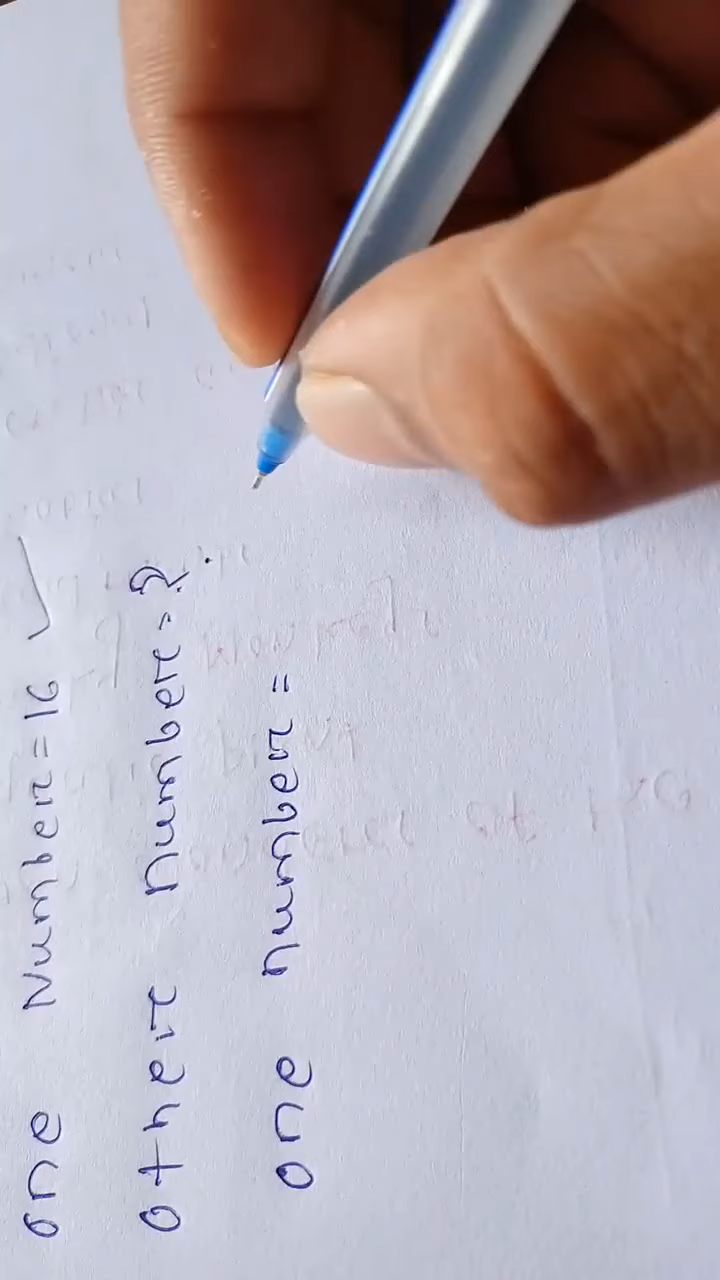 one Number = 16 ✓
other number = ?
one number =